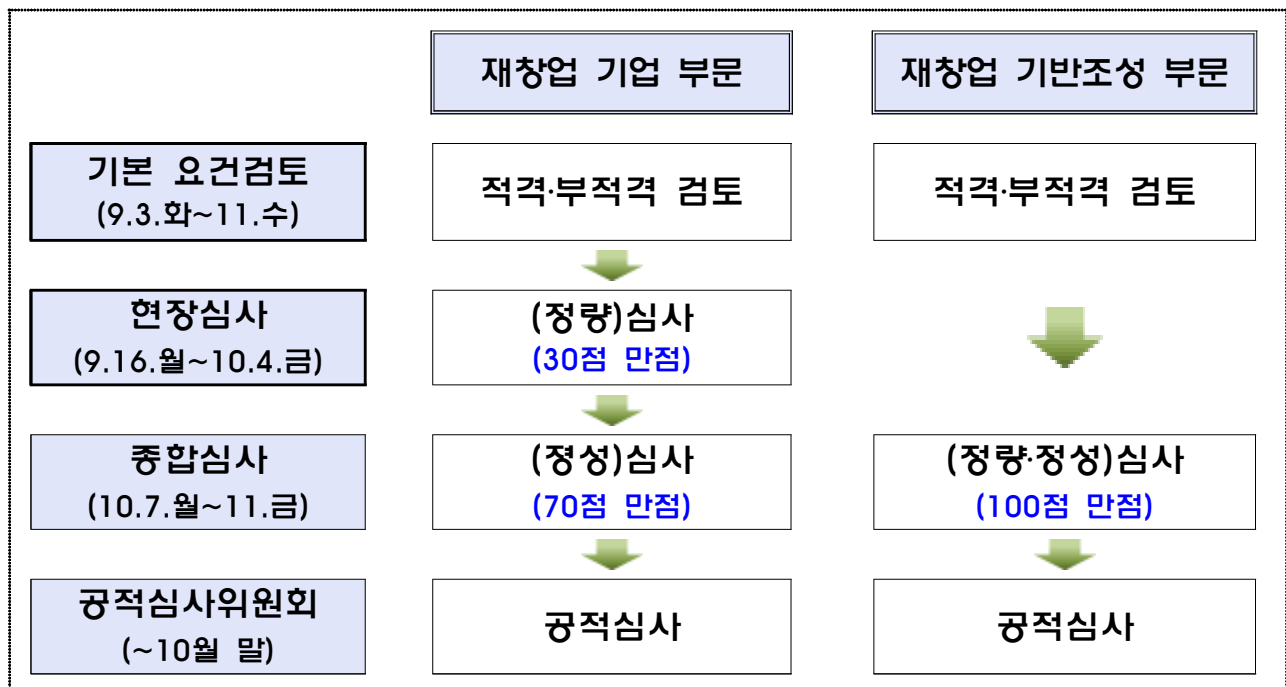 재창업 기업 부문
재창업 기반조성 부문
기본 요건검토
(9.3.화~11.수)
적격·부적격 검토
적격·부적격 검토
현장심사
(9.16.월~10.4.금)
(정량)심사
(30점 만점)
종합심사
(10.7.월~11.금)
(정성)심사
(70점 만점)
(정량·정성)심사
(100점 만점)
공적심사위원회
(~10월 말)
공적심사
공적심사